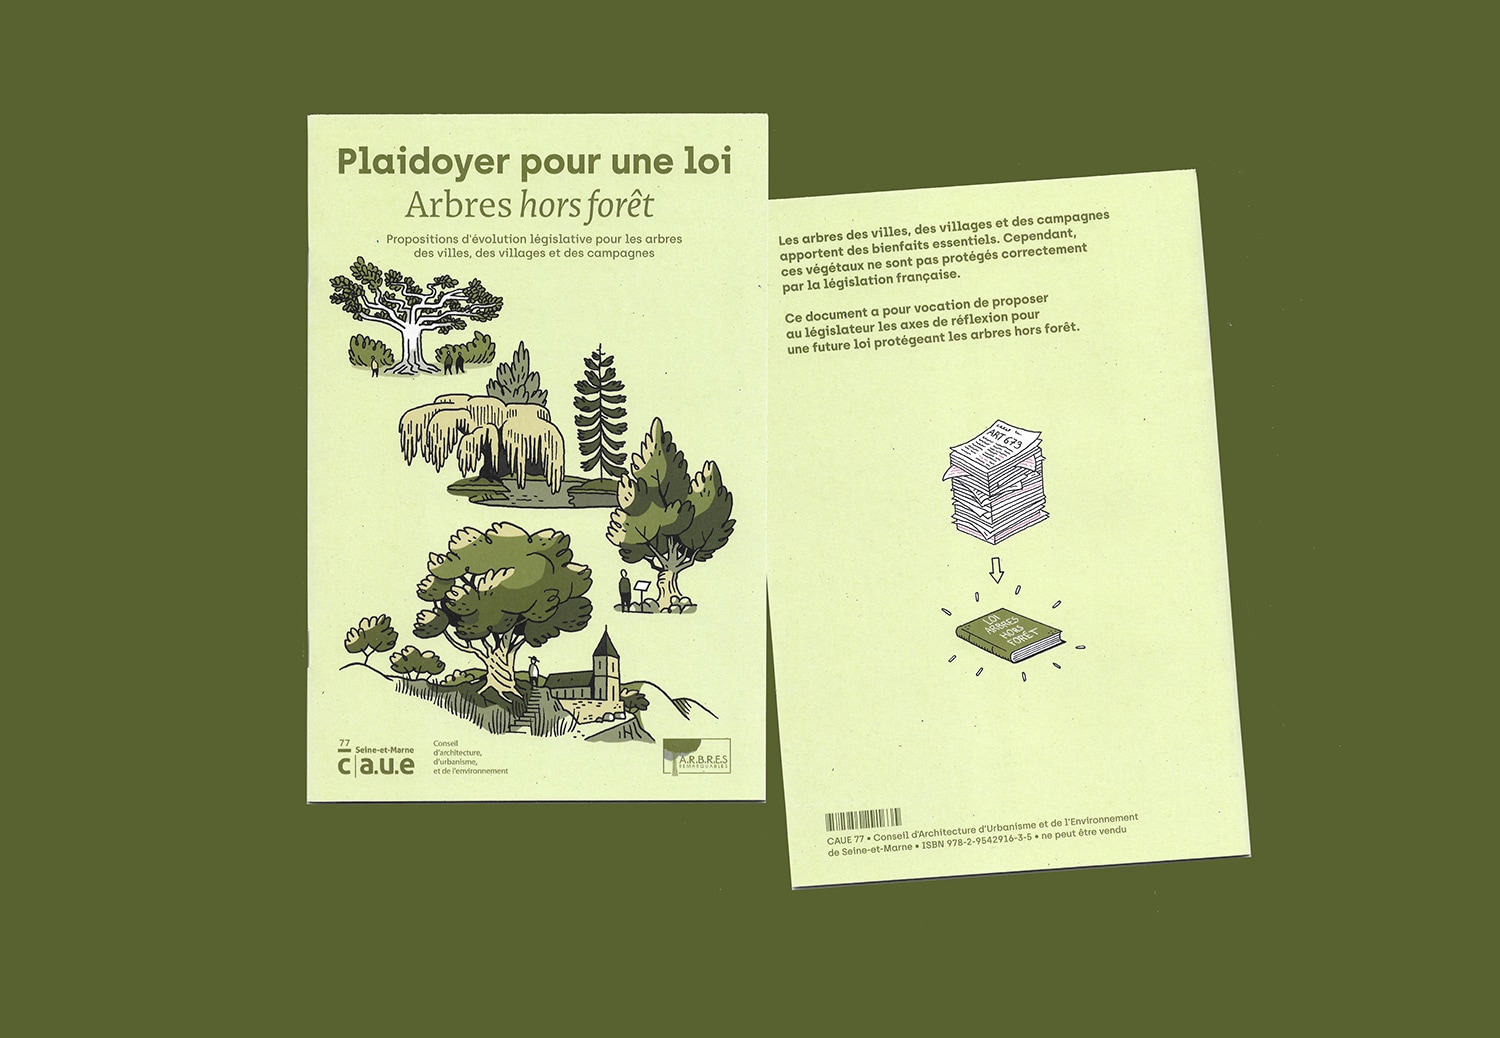 Plaidoyer pour une loi
Arbres hors forêt
Propositions d'évolution législative pour les arbres
des villes, des villages et des campagnes
77
Seine-et-Marne
c|a.u.e
Conseil
d'architecture,
d'urbanisme,
et de l'environnement
A.R.B.R.E.S
REMARQUABLES
Les arbres des villes, des villages et des campagnes
apportent des bienfaits essentiels. Cependant,
ces végétaux ne sont pas protégés correctement
par la législation française.
Ce document a pour vocation de proposer
au législateur les axes de réflexion pour
une future loi protégeant les arbres hors forêt.
ART 673
LOI
ARBRES
HORS
FORÊT
CAUE 77 • Conseil d'Architecture d'Urbanisme et de l'Environnement
de Seine-et-Marne • ISBN 978-2-9542916-3-5 • ne peut être vendu